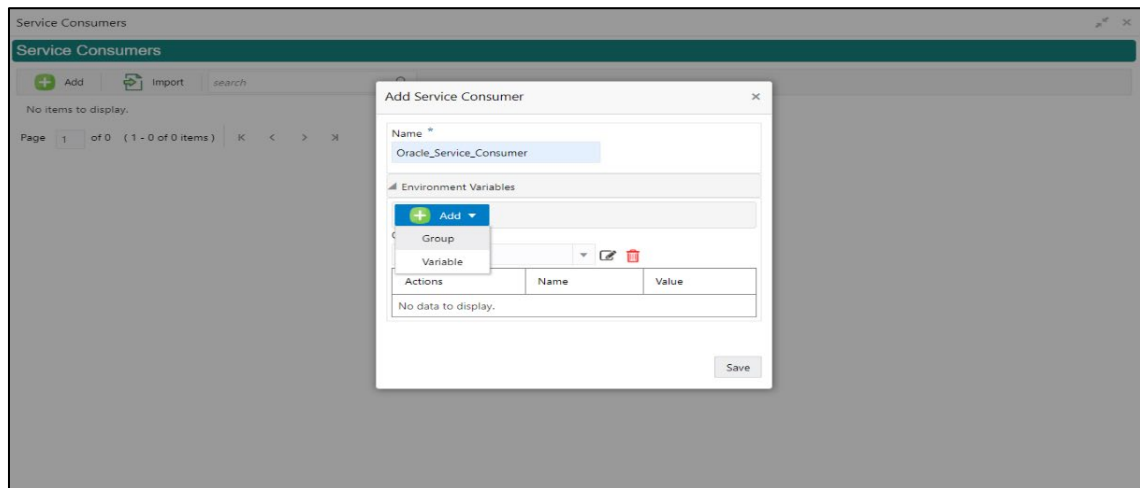 Service Consumers
Service Consumers
Add Import search
No items to display.
Page 1 of 0 (1 - 0 of 0 items)
Add Service Consumer
Name *
Oracle_Service_Consumer
Environment Variables
Add
Group
Variable
Actions Name Value
No data to display.
Save